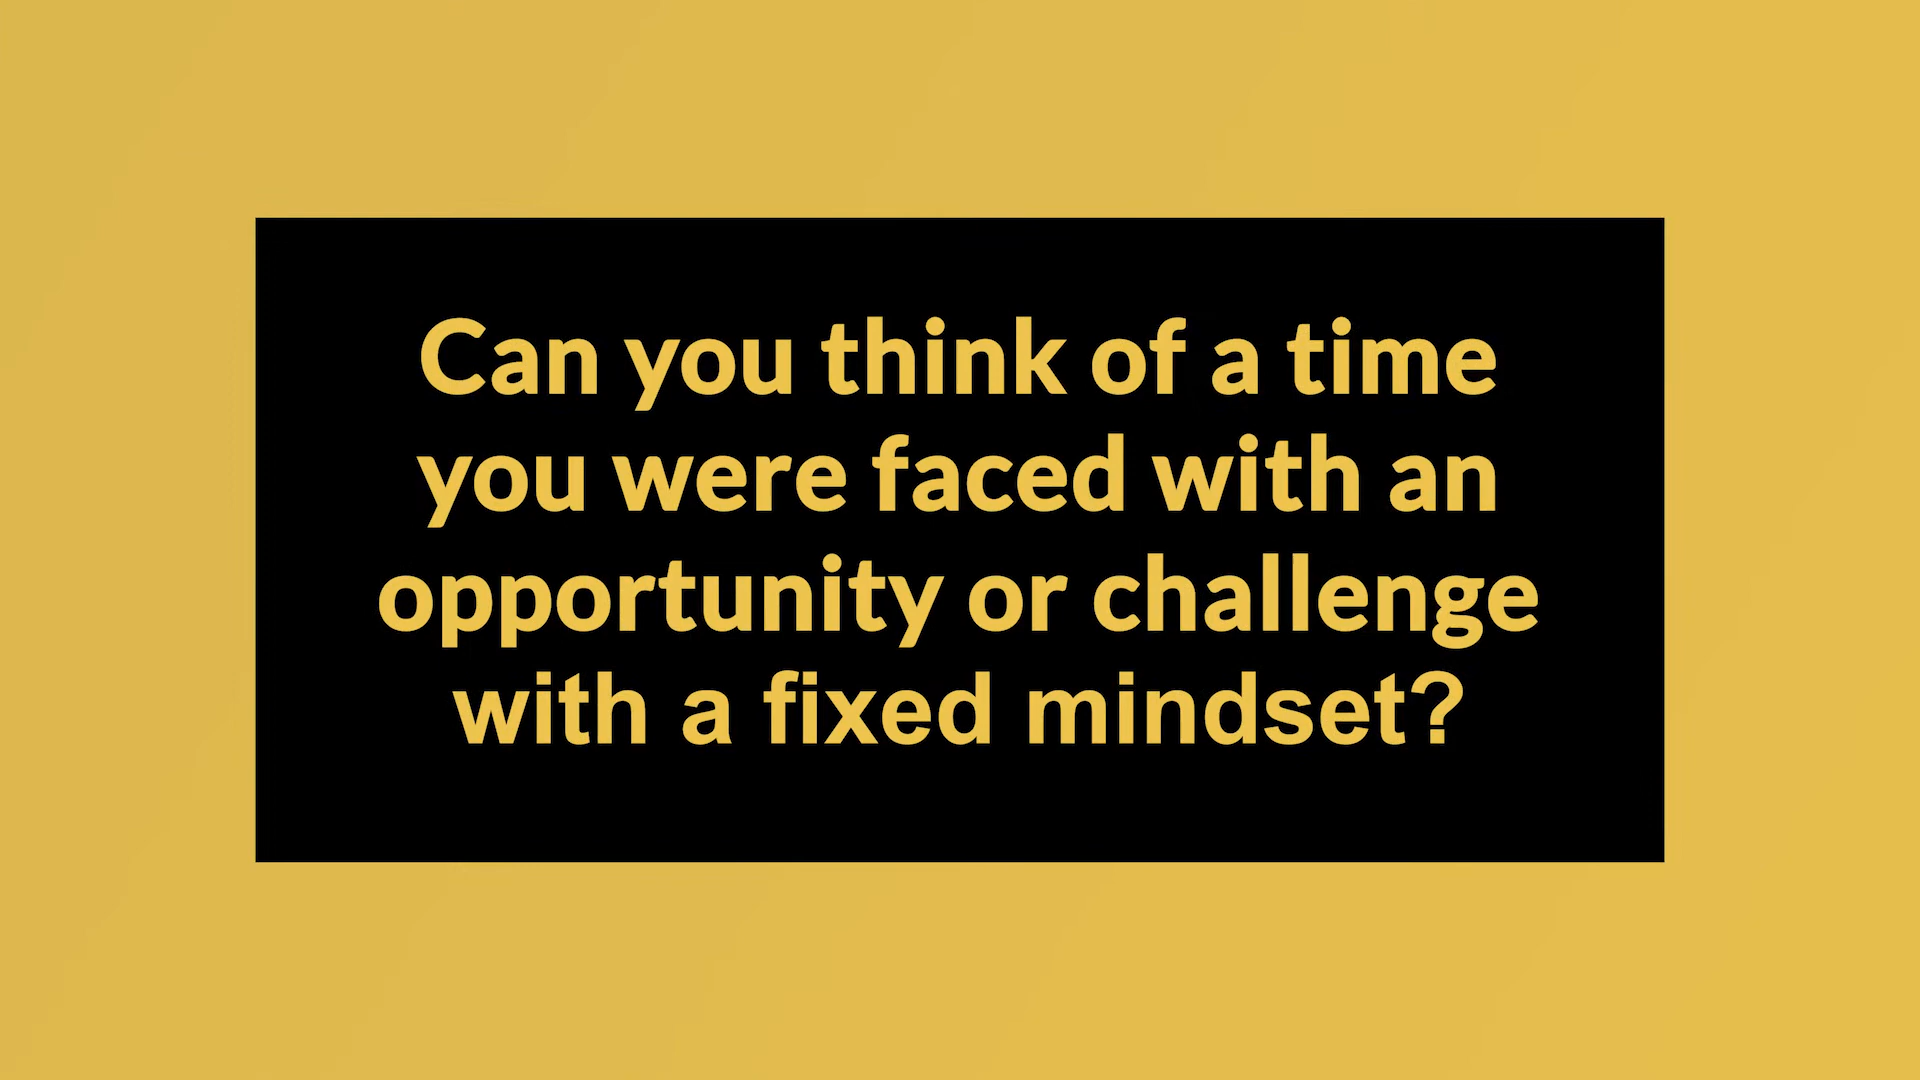 Can you think of a time
you were faced with an
opportunity or challenge
with a fixed mindset?